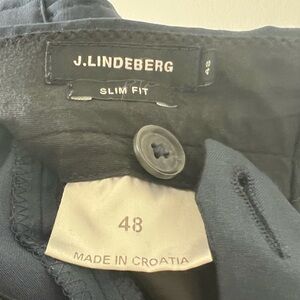 J.LINDEBERG
48
SLIM FIT
48
MADE IN CROATIA